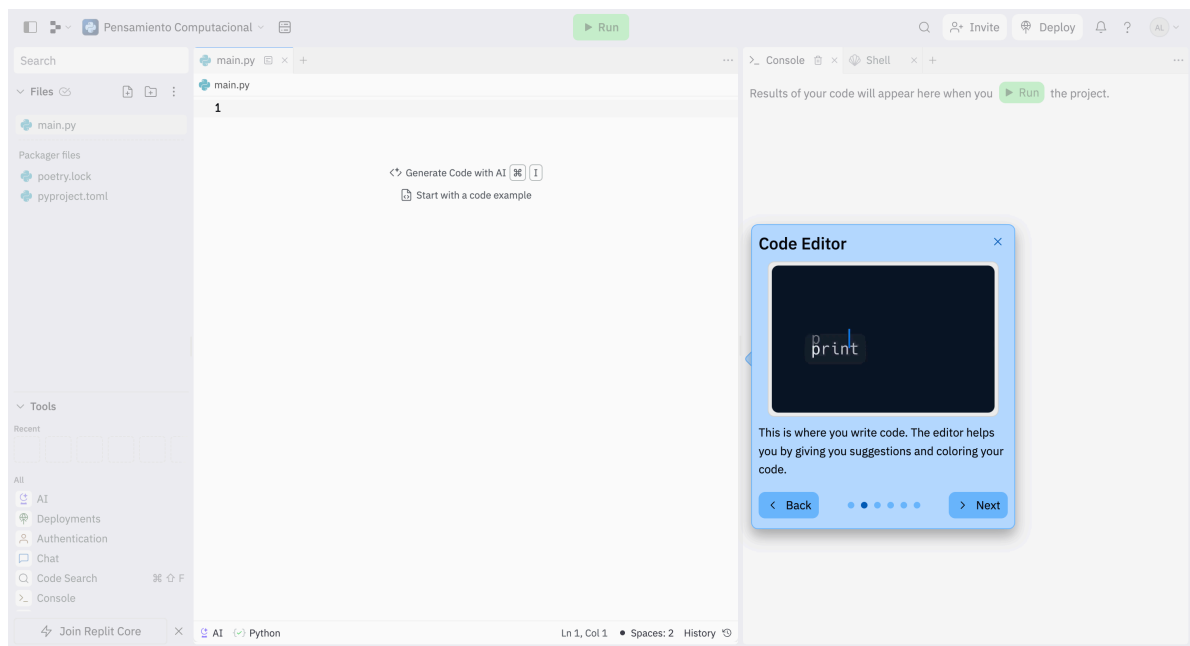 Pensamiento Computacional
Run
Invite
Deploy
AL
Search
Files
main.py
Packager files
poetry.lock
pyproject.toml
Tools
Recent
All
AI
Deployments
Authentication
Chat
Code Search ⌘ ⇧ F
Console
Join Replit Core
main.py
main.py
1
Generate Code with AI ⌘ I
Start with a code example
AI Python
Ln 1, Col 1 • Spaces: 2 History
Console Shell
Results of your code will appear here when you Run the project.
Code Editor
p
print
This is where you write code. The editor helps
you by giving you suggestions and coloring your
code.
Back
Next